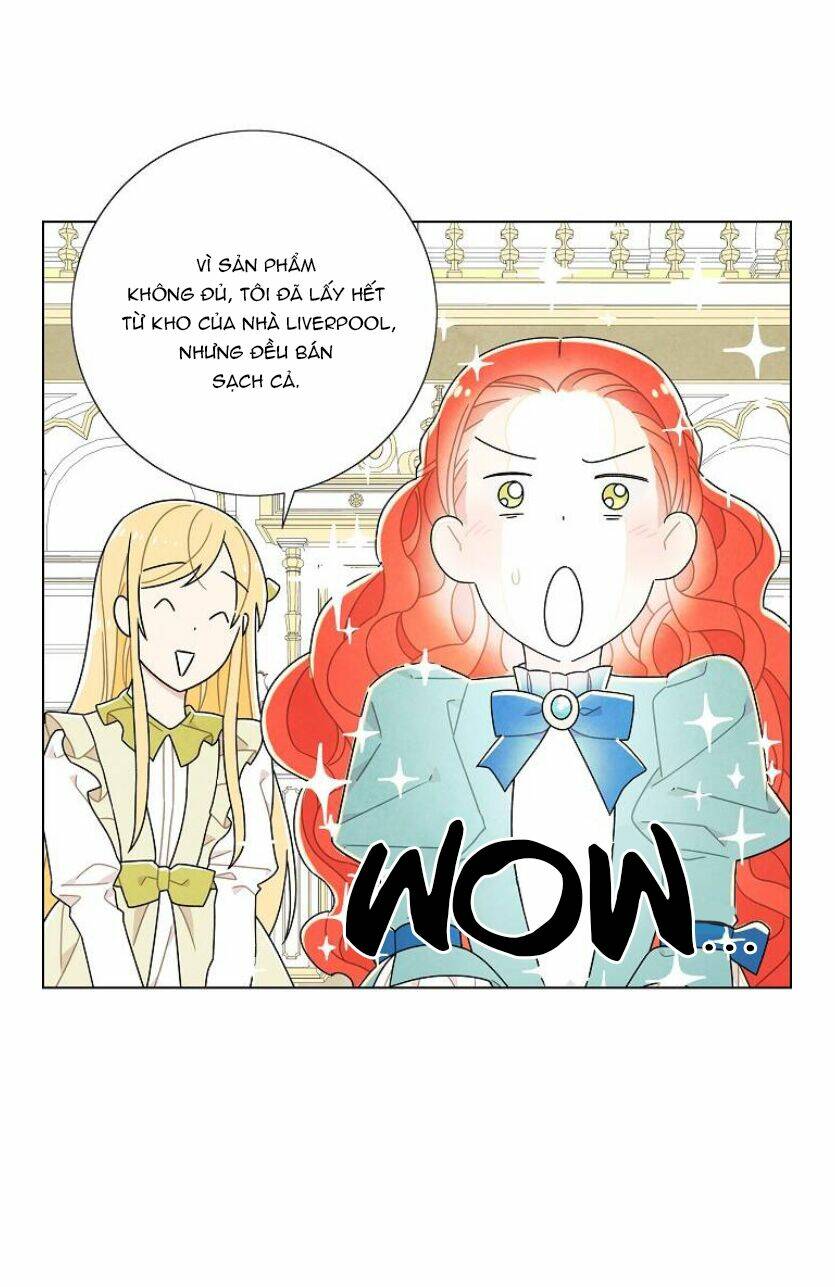 VÌ SẢN PHẨM
KHÔNG ĐỦ, TÔI ĐÃ LẤY HẾT
TỪ KHO CỦA NHÀ LIVERPOOL,
NHƯNG ĐỀU BÁN
SẠCH CẢ.
WOW...